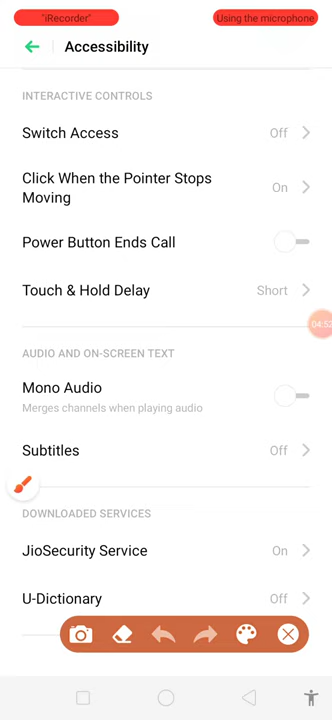 "iRecorder"
Using the microphone
Accessibility
INTERACTIVE CONTROLS
Switch Access
Off
Click When the Pointer Stops
Moving
On
Power Button Ends Call
Touch & Hold Delay
Short
AUDIO AND ON-SCREEN TEXT
Mono Audio
Merges channels when playing audio
Subtitles
Off
DOWNLOADED SERVICES
JioSecurity Service
On
U-Dictionary
Off